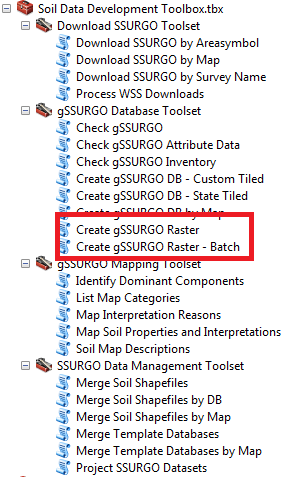 Soil Data Development Toolbox.tbx
Download SSURGO Toolset
Download SSURGO by Areasymbol
Download SSURGO by Map
Download SSURGO by Survey Name
Process WSS Downloads
gSSURGO Database Toolset
Check gSSURGO
Check gSSURGO Attribute Data
Check gSSURGO Inventory
Create gSSURGO DB - Custom Tiled
Create gSSURGO DB - State Tiled
Create gSSURGO DB by Map
Create gSSURGO Raster
Create gSSURGO Raster - Batch
gSSURGO Mapping Toolset
Identify Dominant Components
List Map Categories
Map Interpretation Reasons
Map Soil Properties and Interpretations
Soil Map Descriptions
SSURGO Data Management Toolset
Merge Soil Shapefiles
Merge Soil Shapefiles by DB
Merge Soil Shapefiles by Map
Merge Template Databases
Merge Template Databases by Map
Project SSURGO Datasets